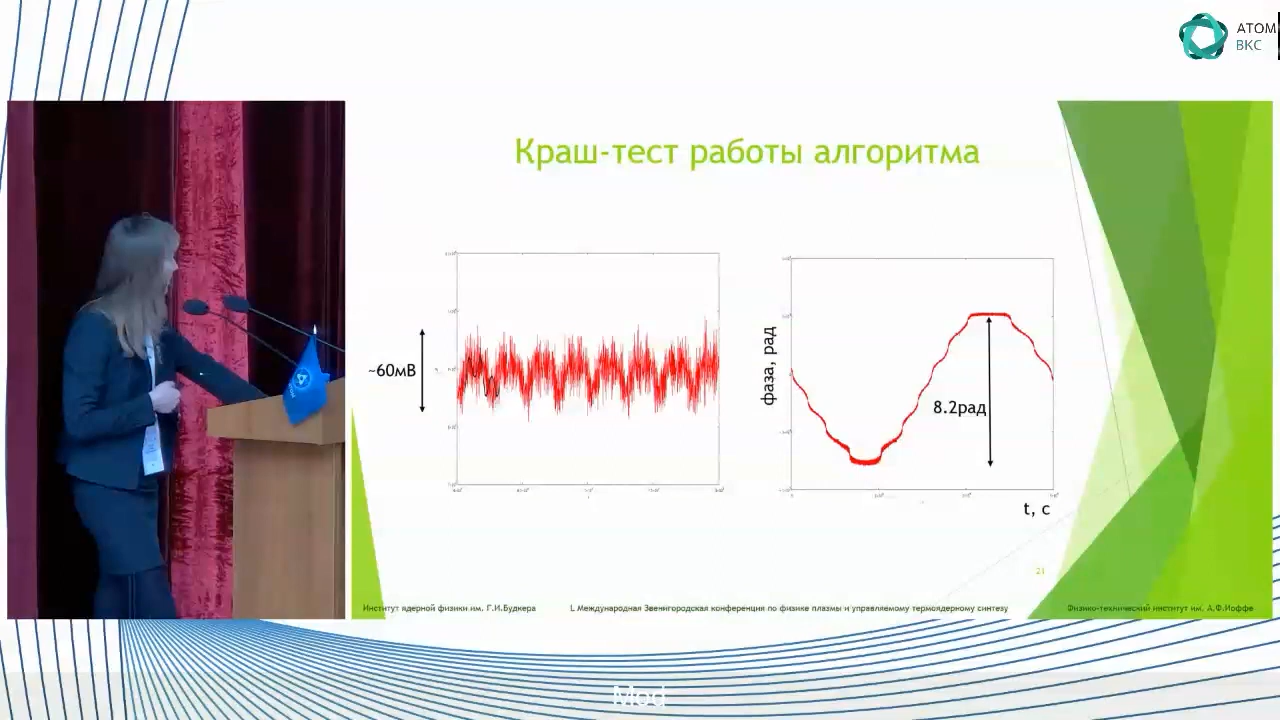 АТОМ
ВКС
Краш-тест работы алгоритма
~60мВ
фаза, рад
8.2рад
t, с
21
Институт ядерной физики им. Г.И.Будкера
L Международная Звенигородская конференция по физике плазмы и управляемому термоядерному синтезу
Физико-технический институт им. А.Ф.Иоффе
Mod